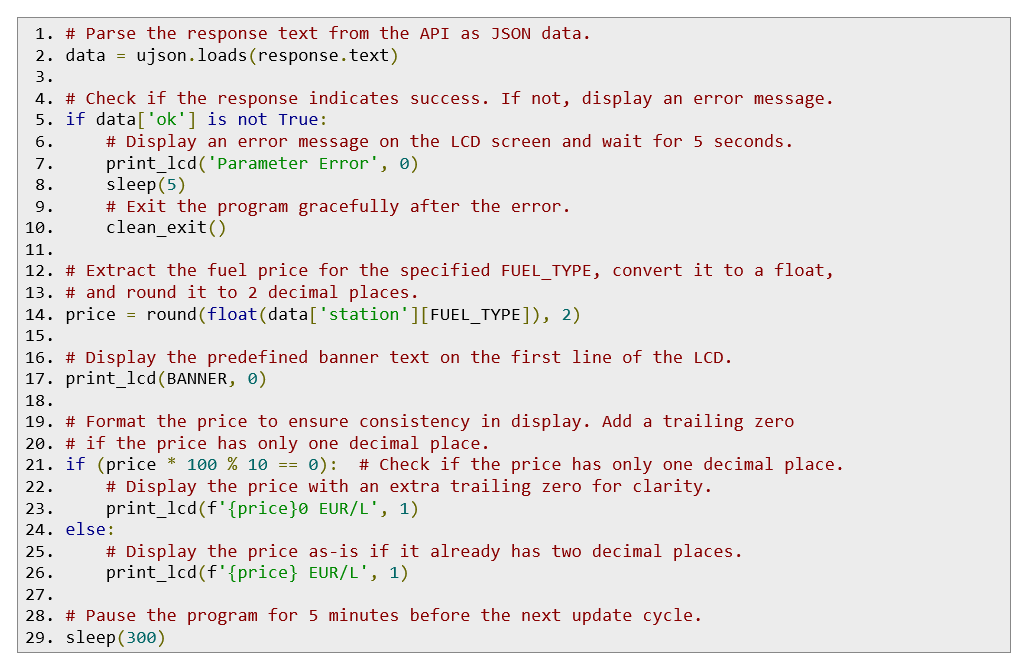 1. # Parse the response text from the API as JSON data.
2. data = ujson.loads(response.text)
3.
4. # Check if the response indicates success. If not, display an error message.
5. if data['ok'] is not True:
6.     # Display an error message on the LCD screen and wait for 5 seconds.
7.     print_lcd('Parameter Error', 0)
8.     sleep(5)
9.     # Exit the program gracefully after the error.
10.     clean_exit()
11.
12. # Extract the fuel price for the specified FUEL_TYPE, convert it to a float,
13. # and round it to 2 decimal places.
14. price = round(float(data['station'][FUEL_TYPE]), 2)
15.
16. # Display the predefined banner text on the first line of the LCD.
17. print_lcd(BANNER, 0)
18.
19. # Format the price to ensure consistency in display. Add a trailing zero
20. # if the price has only one decimal place.
21. if (price * 100 % 10 == 0):  # Check if the price has only one decimal place.
22.     # Display the price with an extra trailing zero for clarity.
23.     print_lcd(f'{price}0 EUR/L', 1)
24. else:
25.     # Display the price as-is if it already has two decimal places.
26.     print_lcd(f'{price} EUR/L', 1)
27.
28. # Pause the program for 5 minutes before the next update cycle.
29. sleep(300)